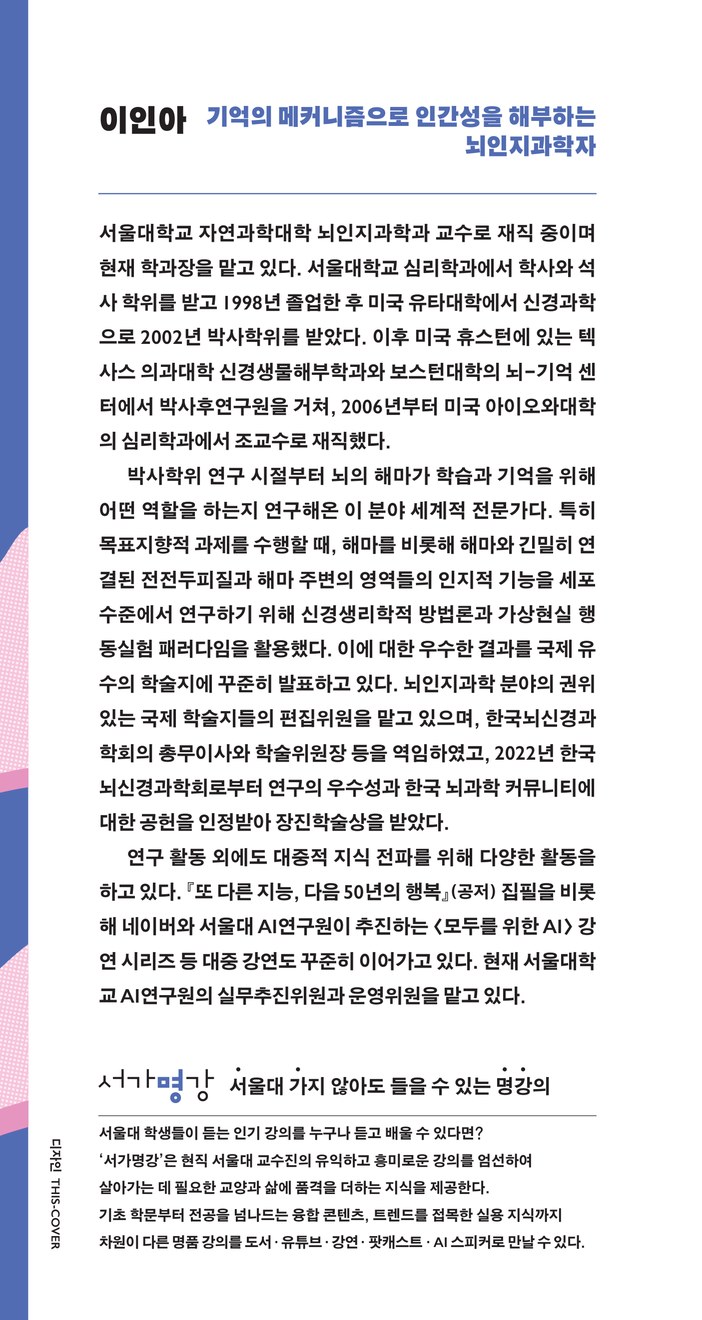 이인아 기억의 메커니즘으로 인간성을 해부하는
뇌인지과학자
서울대학교 자연과학대학 뇌인지과학과 교수로 재직 중이며
현재 학과장을 맡고 있다. 서울대학교 심리학과에서 학사와 석
사 학위를 받고 1998년 졸업한 후 미국 유타대학에서 신경과학
으로 2002년 박사학위를 받았다. 이후 미국 휴스턴에 있는 텍
사스 의과대학 신경생물해부학과와 보스턴대학의 뇌-기억 센
터에서 박사후연구원을 거쳐, 2006년부터 미국 아이오와대학
의 심리학과에서 조교수로 재직했다.
박사학위 연구 시절부터 뇌의 해마가 학습과 기억을 위해
어떤 역할을 하는지 연구해온 이 분야 세계적 전문가다. 특히
목표지향적 과제를 수행할 때, 해마를 비롯해 해마와 긴밀히 연
결된 전전두피질과 해마 주변의 영역들의 인지적 기능을 세포
수준에서 연구하기 위해 신경생리학적 방법론과 가상현실 행
동실험 패러다임을 활용했다. 이에 대한 우수한 결과를 국제 유
수의 학술지에 꾸준히 발표하고 있다. 뇌인지과학 분야의 권위
있는 국제 학술지들의 편집위원을 맡고 있으며, 한국뇌신경과
학회의 총무이사와 학술위원장 등을 역임하였고, 2022년 한국
뇌신경과학회로부터 연구의 우수성과 한국 뇌과학 커뮤니티에
대한 공헌을 인정받아 장진학술상을 받았다.
연구 활동 외에도 대중적 지식 전파를 위해 다양한 활동을
하고 있다. 『또 다른 지능, 다음 50년의 행복』(공저) 집필을 비롯
해 네이버와 서울대 AI연구원이 추진하는 〈모두를 위한 AI〉 강
연 시리즈 등 대중 강연도 꾸준히 이어가고 있다. 현재 서울대학
교 AI연구원의 실무추진위원과 운영위원을 맡고 있다.
서가명강 서울대 가지 않아도 들을 수 있는 명강의
서울대 학생들이 듣는 인기 강의를 누구나 듣고 배울 수 있다면?
‘서가명강’은 현직 서울대 교수진의 유익하고 흥미로운 강의를 엄선하여
살아가는 데 필요한 교양과 삶에 품격을 더하는 지식을 제공한다.
기초 학문부터 전공을 넘나드는 융합 콘텐츠, 트렌드를 접목한 실용 지식까지
차원이 다른 명품 강의를 도서 · 유튜브 · 강연 · 팟캐스트 · AI 스피커로 만날 수 있다.
디자인 THIS-COVER